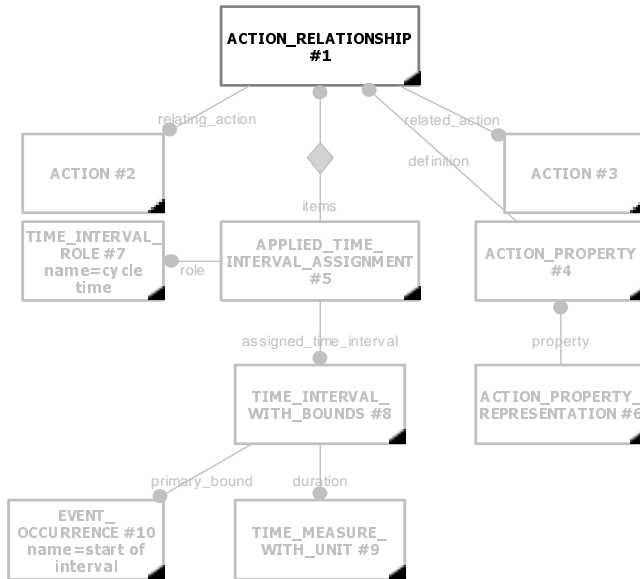 ACTION_RELATIONSHIP
#1
relating_action
related_action
definition
ACTION #2
ACTION #3
items
TIME_INTERVAL_
ROLE #7
name=cycle
time
role
APPLIED_TIME_
INTERVAL_ASSIGNMENT
#5
ACTION_PROPERTY
#4
assigned_time_interval
property
TIME_INTERVAL_
WITH_BOUNDS #8
ACTION_PROPERTY_
REPRESENTATION #6
primary_bound
duration
EVENT_
OCCURRENCE #10
name=start of
interval
TIME_MEASURE_
WITH_UNIT #9